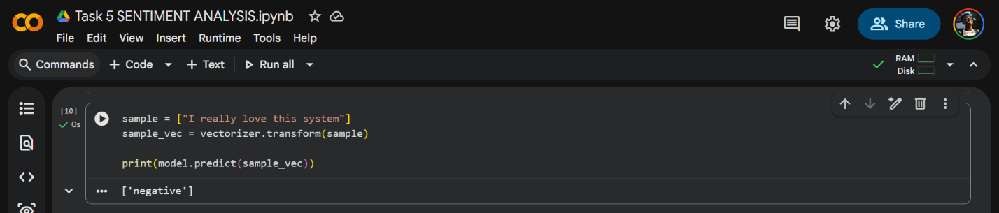 Task 5 SENTIMENT ANALYSIS.ipynb
File Edit View Insert Runtime Tools Help
Share
Commands + Code + Text Run all
RAM
Disk
[10]
0s
sample = ["I really love this system"]
sample_vec = vectorizer.transform(sample)
print(model.predict(sample_vec))
['negative']